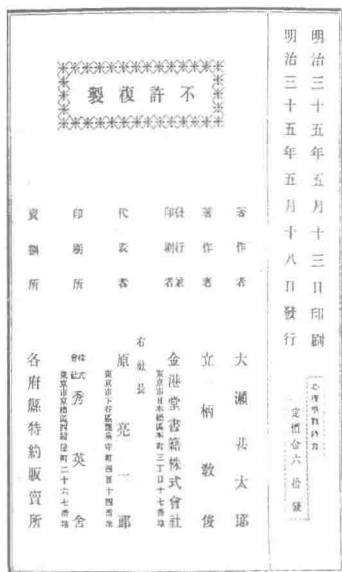 明治三十五年五月十三日印刷
明治三十五年五月十八日發行
心理學教科書
定價金六拾錢
不許復製
著作者 大瀬甚太郎
著作者 立柄教俊
發行兼印刷者 金港堂書籍株式會社
東京市日本橋區本町三丁目十七番地
右社長
代表者 原亮一郎
東京市下谷區龍泉寺町四百十四番地
印刷所 株式會社 秀英舍
東京市京橋區西紺屋町二十六七番地
賣捌所 各府縣特約販賣所